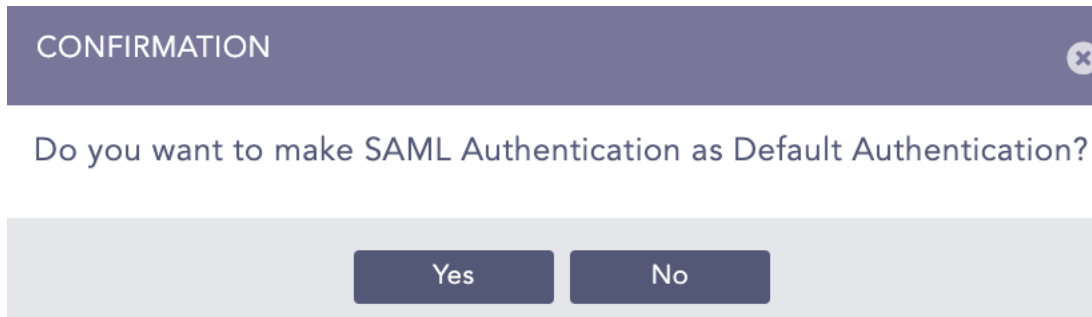 CONFIRMATION
Do you want to make SAML Authentication as Default Authentication?
Yes
No